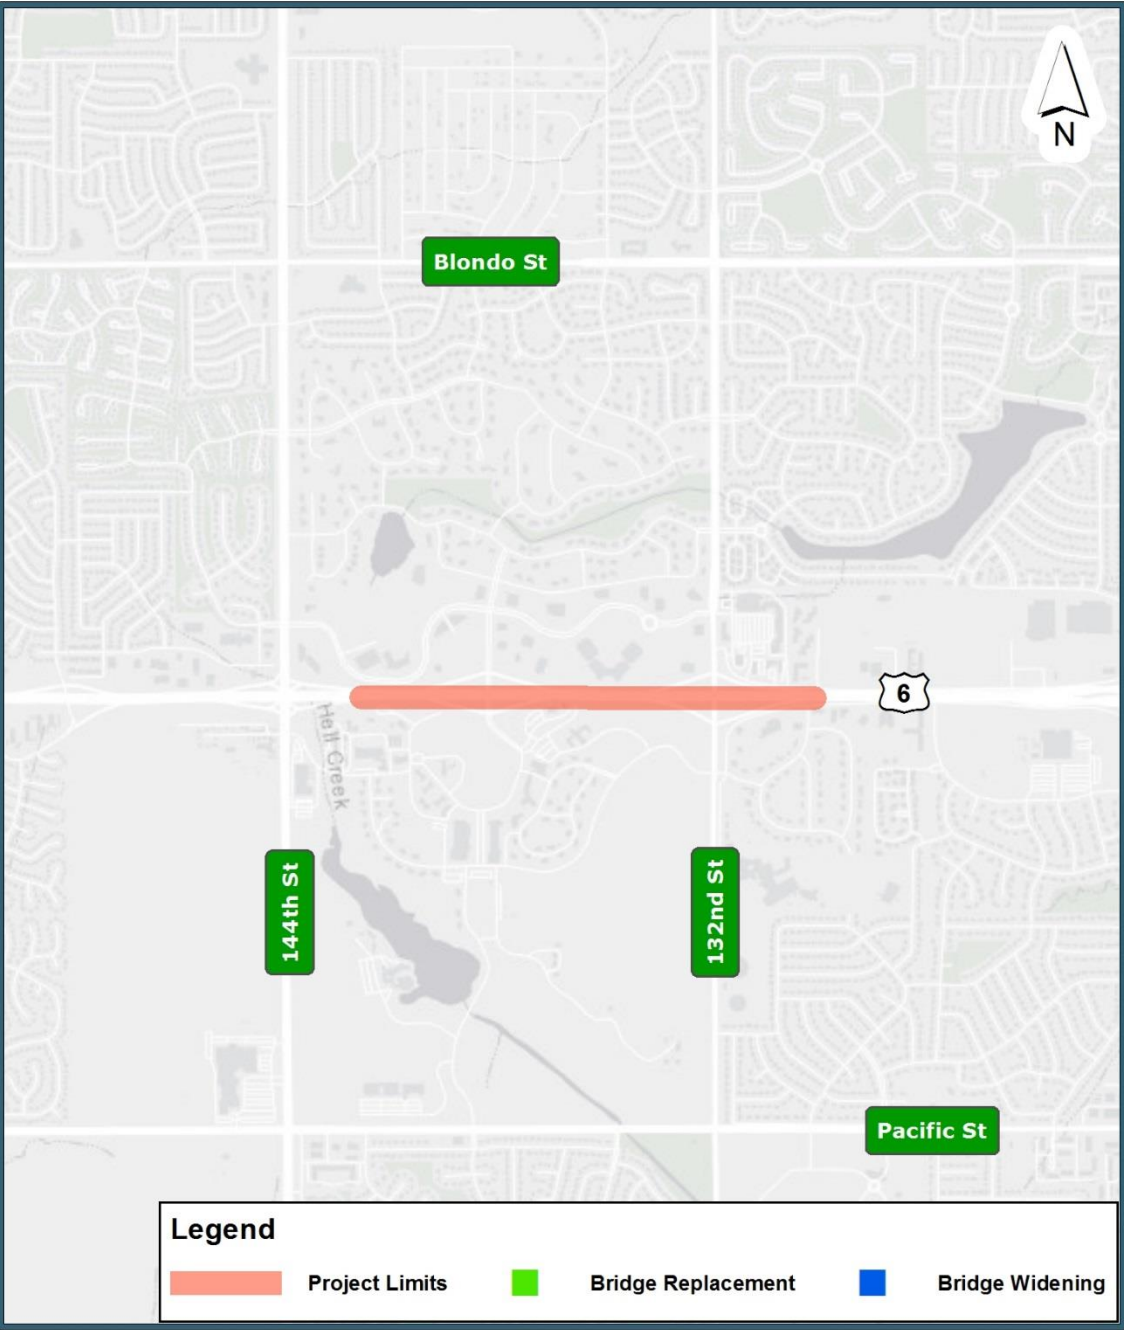 N
Blondo St
6
Hell Creek
144th St
132nd St
Pacific St
Legend
Project Limits
Bridge Replacement
Bridge Widening